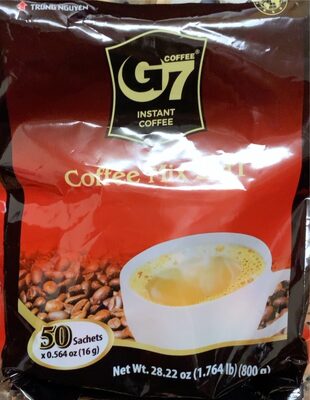 TRUNG NGUYEN
COFFEE
G7®
INSTANT
COFFEE
Coffee Mix
50 Sachets
x 0.564 oz (16 g)
Net Wt. 28.22 oz (1.764 lb) (800 g)